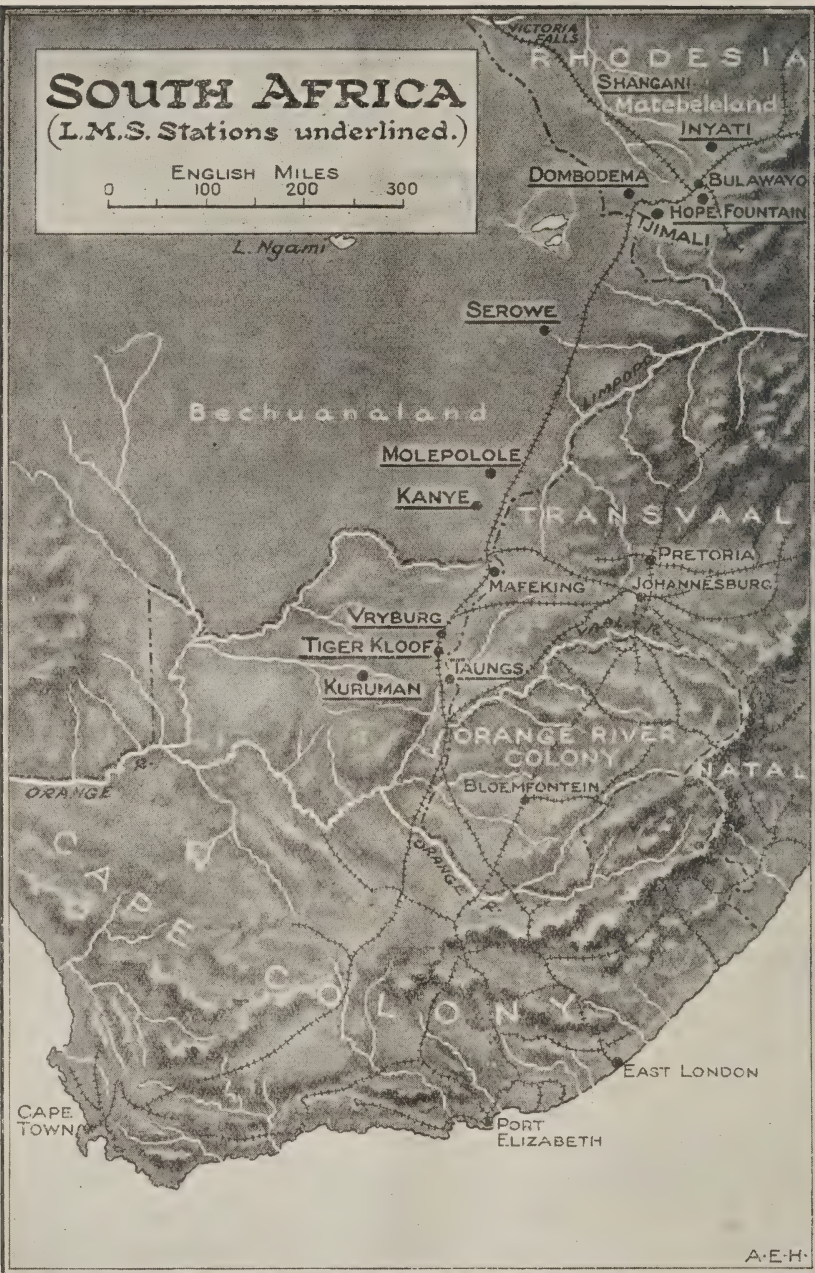 SOUTH AFRICA
(L.M.S. Stations underlined.)
ENGLISH MILES
0 100 200 300
VICTORIA
FALLS
RHODESIA
SHANGANI
Matebeleland
INYATI
DOMBODEMA
BULAWAYO
HOPE FOUNTAIN
TJIMALI
L. Ngami
SEROWE
LIMPOPO
Bechuanaland
MOLEPOLOLE
KANYE
TRANSVAAL
PRETORIA
MAFEKING
JOHANNESBURG
VRYBURG
VAAL R.
TIGER KLOOF
TAUNGS
KURUMAN
ORANGE RIVER
COLONY
NATAL
BLOEMFONTEIN
ORANGE R.
ORANGE R.
CAPE
COLONY
EAST LONDON
CAPE
TOWN
PORT
ELIZABETH
A·E·H·